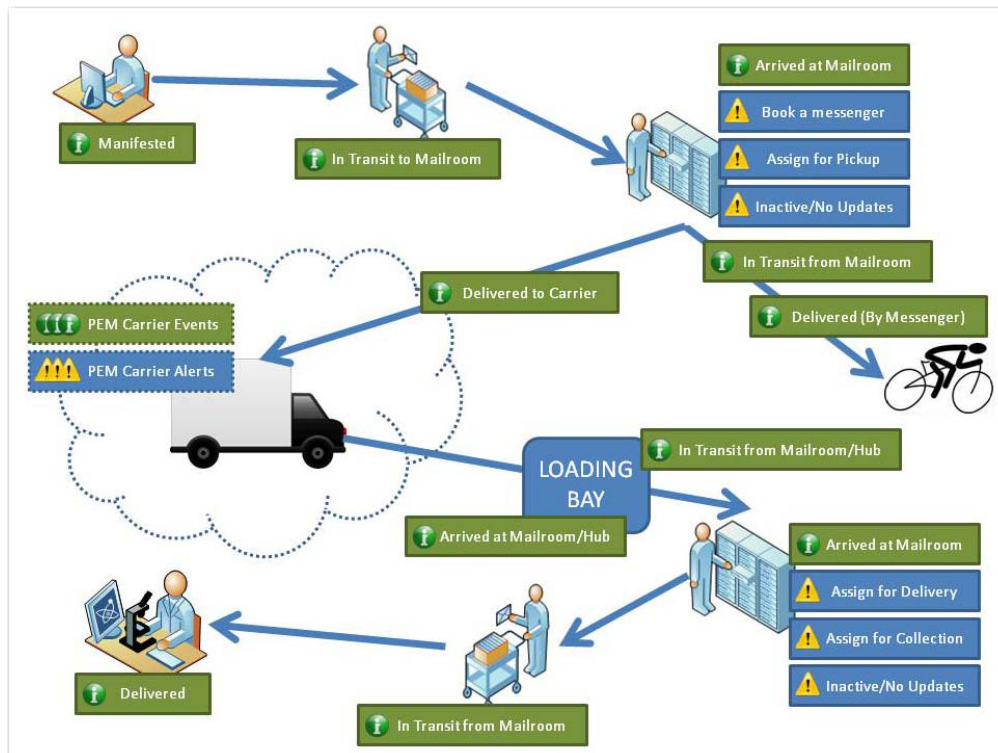 Manifested
In Transit to Mailroom
Arrived at Mailroom
Book a messenger
Assign for Pickup
Inactive/No Updates
In Transit from Mailroom
Delivered to Carrier
Delivered (By Messenger)
PEM Carrier Events
PEM Carrier Alerts
In Transit from Mailroom/Hub
LOADING
BAY
Arrived at Mailroom/Hub
Arrived at Mailroom
Assign for Delivery
Assign for Collection
Inactive/No Updates
Delivered
In Transit from Mailroom